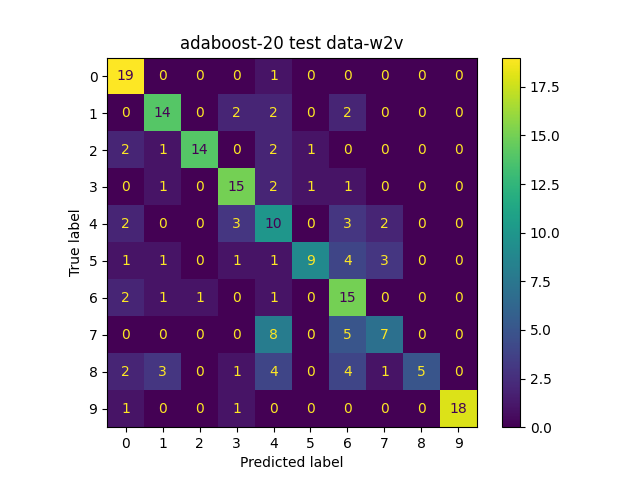 adaboost-20 test data-w2v
True label
0 19 0 0 0 1 0 0 0 0 0
1 0 14 0 2 2 0 2 0 0 0
2 2 1 14 0 2 1 0 0 0 0
3 0 1 0 15 2 1 1 0 0 0
4 2 0 0 3 10 0 3 2 0 0
5 1 1 0 1 1 9 4 3 0 0
6 2 1 1 0 1 0 15 0 0 0
7 0 0 0 0 8 0 5 7 0 0
8 2 3 0 1 4 0 4 1 5 0
9 1 0 0 1 0 0 0 0 0 18
0 1 2 3 4 5 6 7 8 9
Predicted label
17.5
15.0
12.5
10.0
7.5
5.0
2.5
0.0